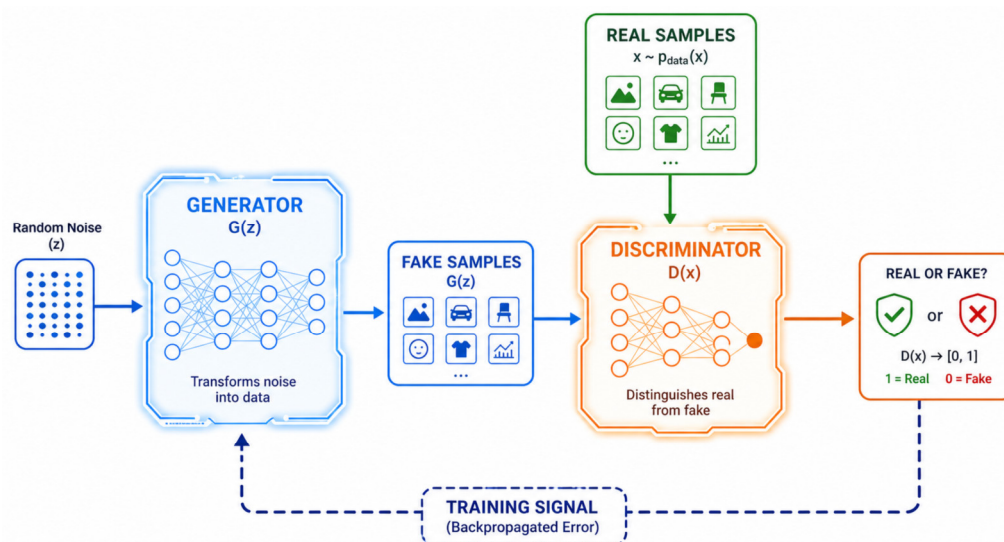 REAL SAMPLES
x ~ pdata(x)
...
GENERATOR
G(z)
Random Noise
(z)
Transforms noise
into data
FAKE SAMPLES
G(z)
...
DISCRIMINATOR
D(x)
Distinguishes real
from fake
REAL OR FAKE?
or
D(x) → [0, 1]
1 = Real 0 = Fake
TRAINING SIGNAL
(Backpropagated Error)